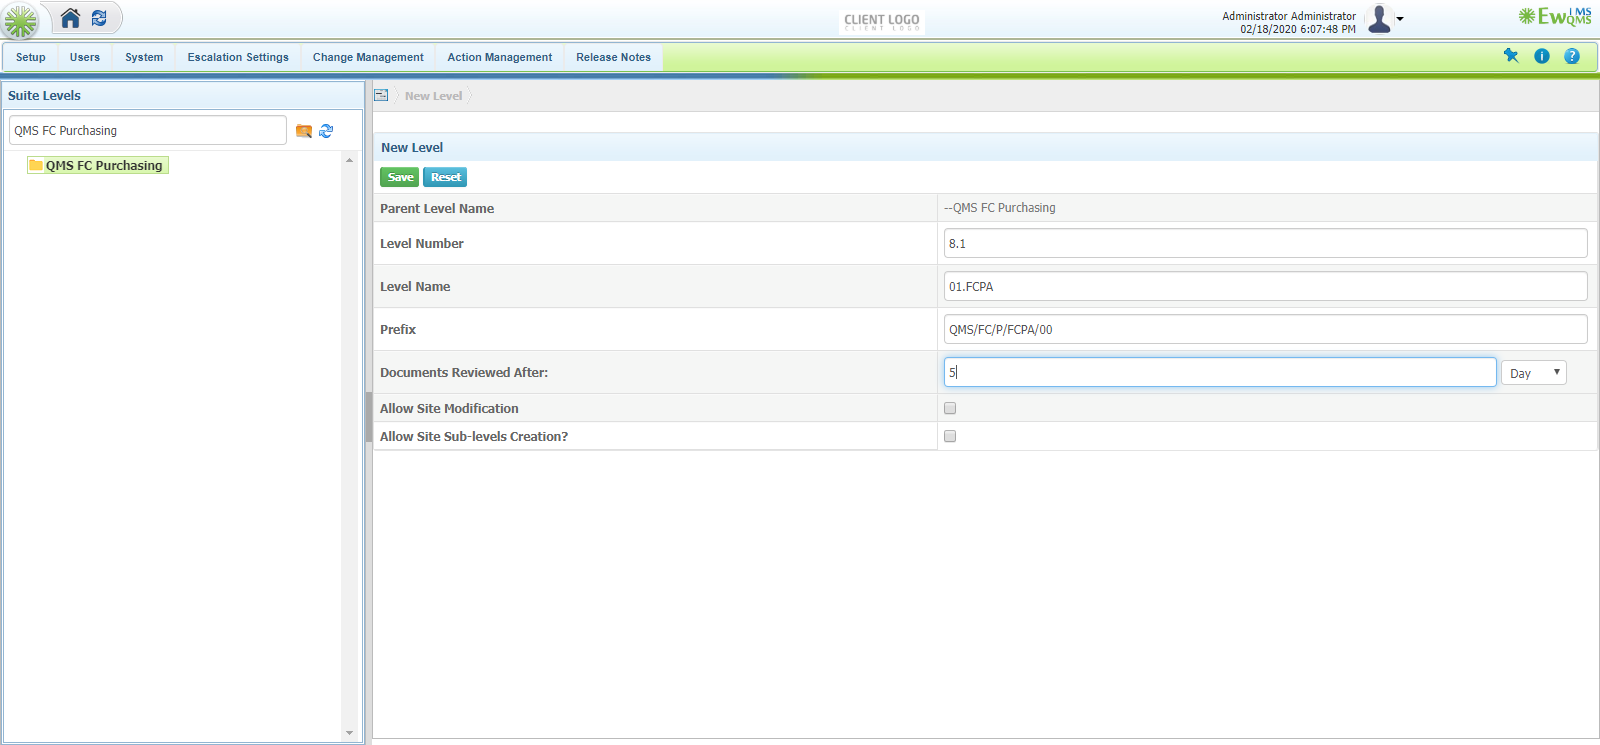 CLIENT LOGO
CLIENT LOGO
Administrator Administrator
02/18/2020 6:07:48 PM
EwQMS
IMS
Setup Users System Escalation Settings Change Management Action Management Release Notes
Suite Levels
New Level
QMS FC Purchasing
QMS FC Purchasing
New Level
Save Reset
Parent Level Name --QMS FC Purchasing
Level Number 8.1
Level Name 01.FCPA
Prefix QMS/FC/P/FCPA/00
Documents Reviewed After: 5 Day
Allow Site Modification
Allow Site Sub-levels Creation?